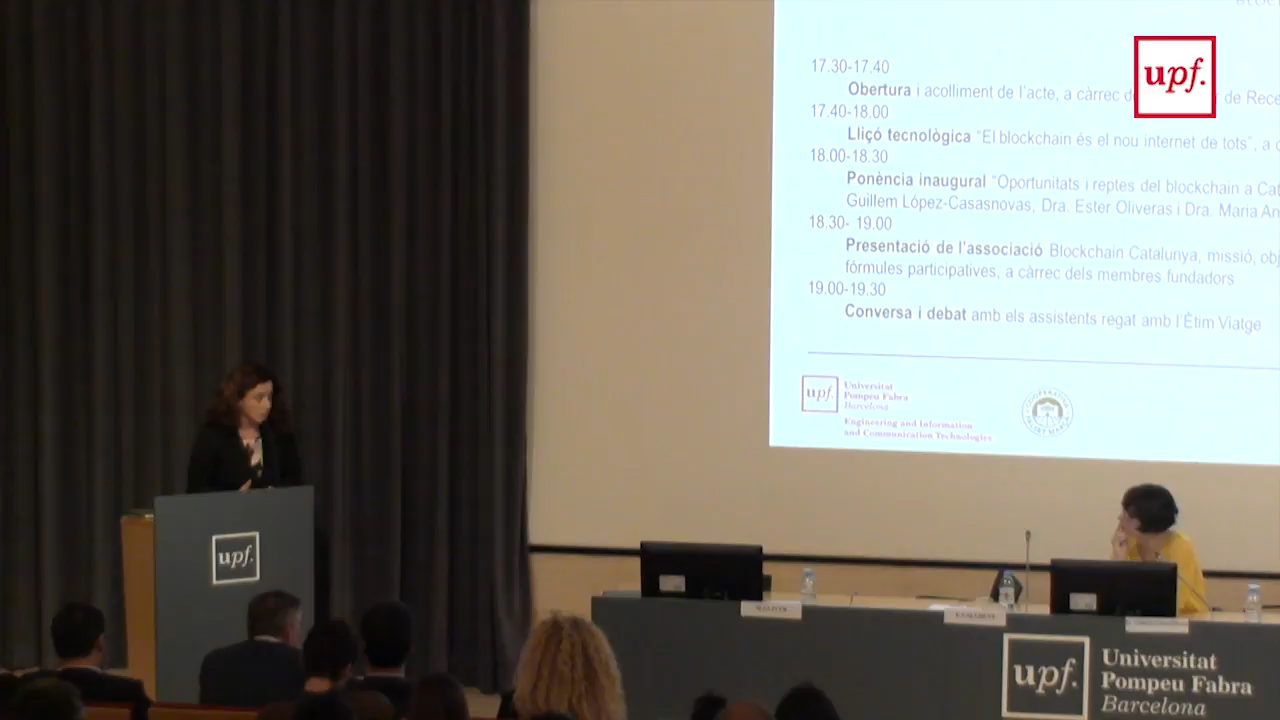 upf.
17.30-17.40
Obertura i acolliment de l'acte, a càrrec de Rece
17.40-18.00
Lliçó tecnològica "El blockchain és el nou internet de tots", a
18.00-18.30
Ponència inaugural "Oportunitats i reptes del blockchain a Cat
Guillem López-Casasnovas, Dra. Ester Oliveras i Dra. Maria An
18.30- 19.00
Presentació de l'associació Blockchain Catalunya, missió, obj
fórmules participatives, a càrrec dels membres fundadors
19.00-19.30
Conversa i debat amb els assistents regat amb l'Ètim Viatge
upf.
Universitat
Pompeu Fabra
Barcelona
Engineering and Information
and Communication Technologies
upf.
upf.
Universitat
Pompeu Fabra
Barcelona